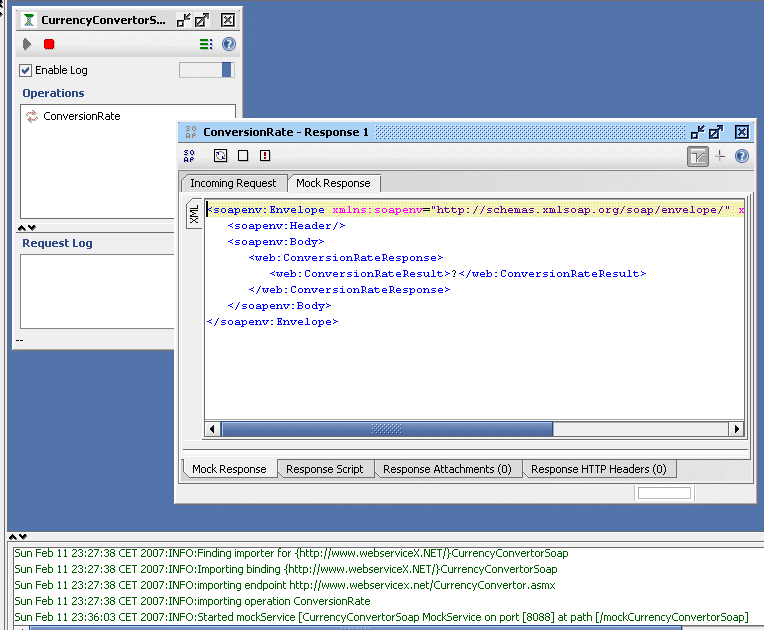 CurrencyConvertorS...
Enable Log
Operations
ConversionRate
Request Log
--
SO AP
ConversionRate - Response 1
SO AP
Incoming Request
Mock Response
XML
<soapenv:Envelope xmlns:soapenv="http://schemas.xmlsoap.org/soap/envelope/" x
<soapenv:Header/>
<soapenv:Body>
<web:ConversionRateResponse>
<web:ConversionRateResult>?</web:ConversionRateResult>
</web:ConversionRateResponse>
</soapenv:Body>
</soapenv:Envelope>
Mock Response
Response Script
Response Attachments (0)
Response HTTP Headers (0)
Sun Feb 11 23:27:38 CET 2007:INFO:Finding importer for {http://www.webserviceX.NET/}CurrencyConvertorSoap
Sun Feb 11 23:27:38 CET 2007:INFO:Importing binding {http://www.webserviceX.NET/}CurrencyConvertorSoap
Sun Feb 11 23:27:38 CET 2007:INFO:importing endpoint http://www.webservicex.net/CurrencyConvertor.asmx
Sun Feb 11 23:27:38 CET 2007:INFO:importing operation ConversionRate
Sun Feb 11 23:36:03 CET 2007:INFO:Started mockService [CurrencyConvertorSoap MockService on port [8088] at path [/mockCurrencyConvertorSoap]